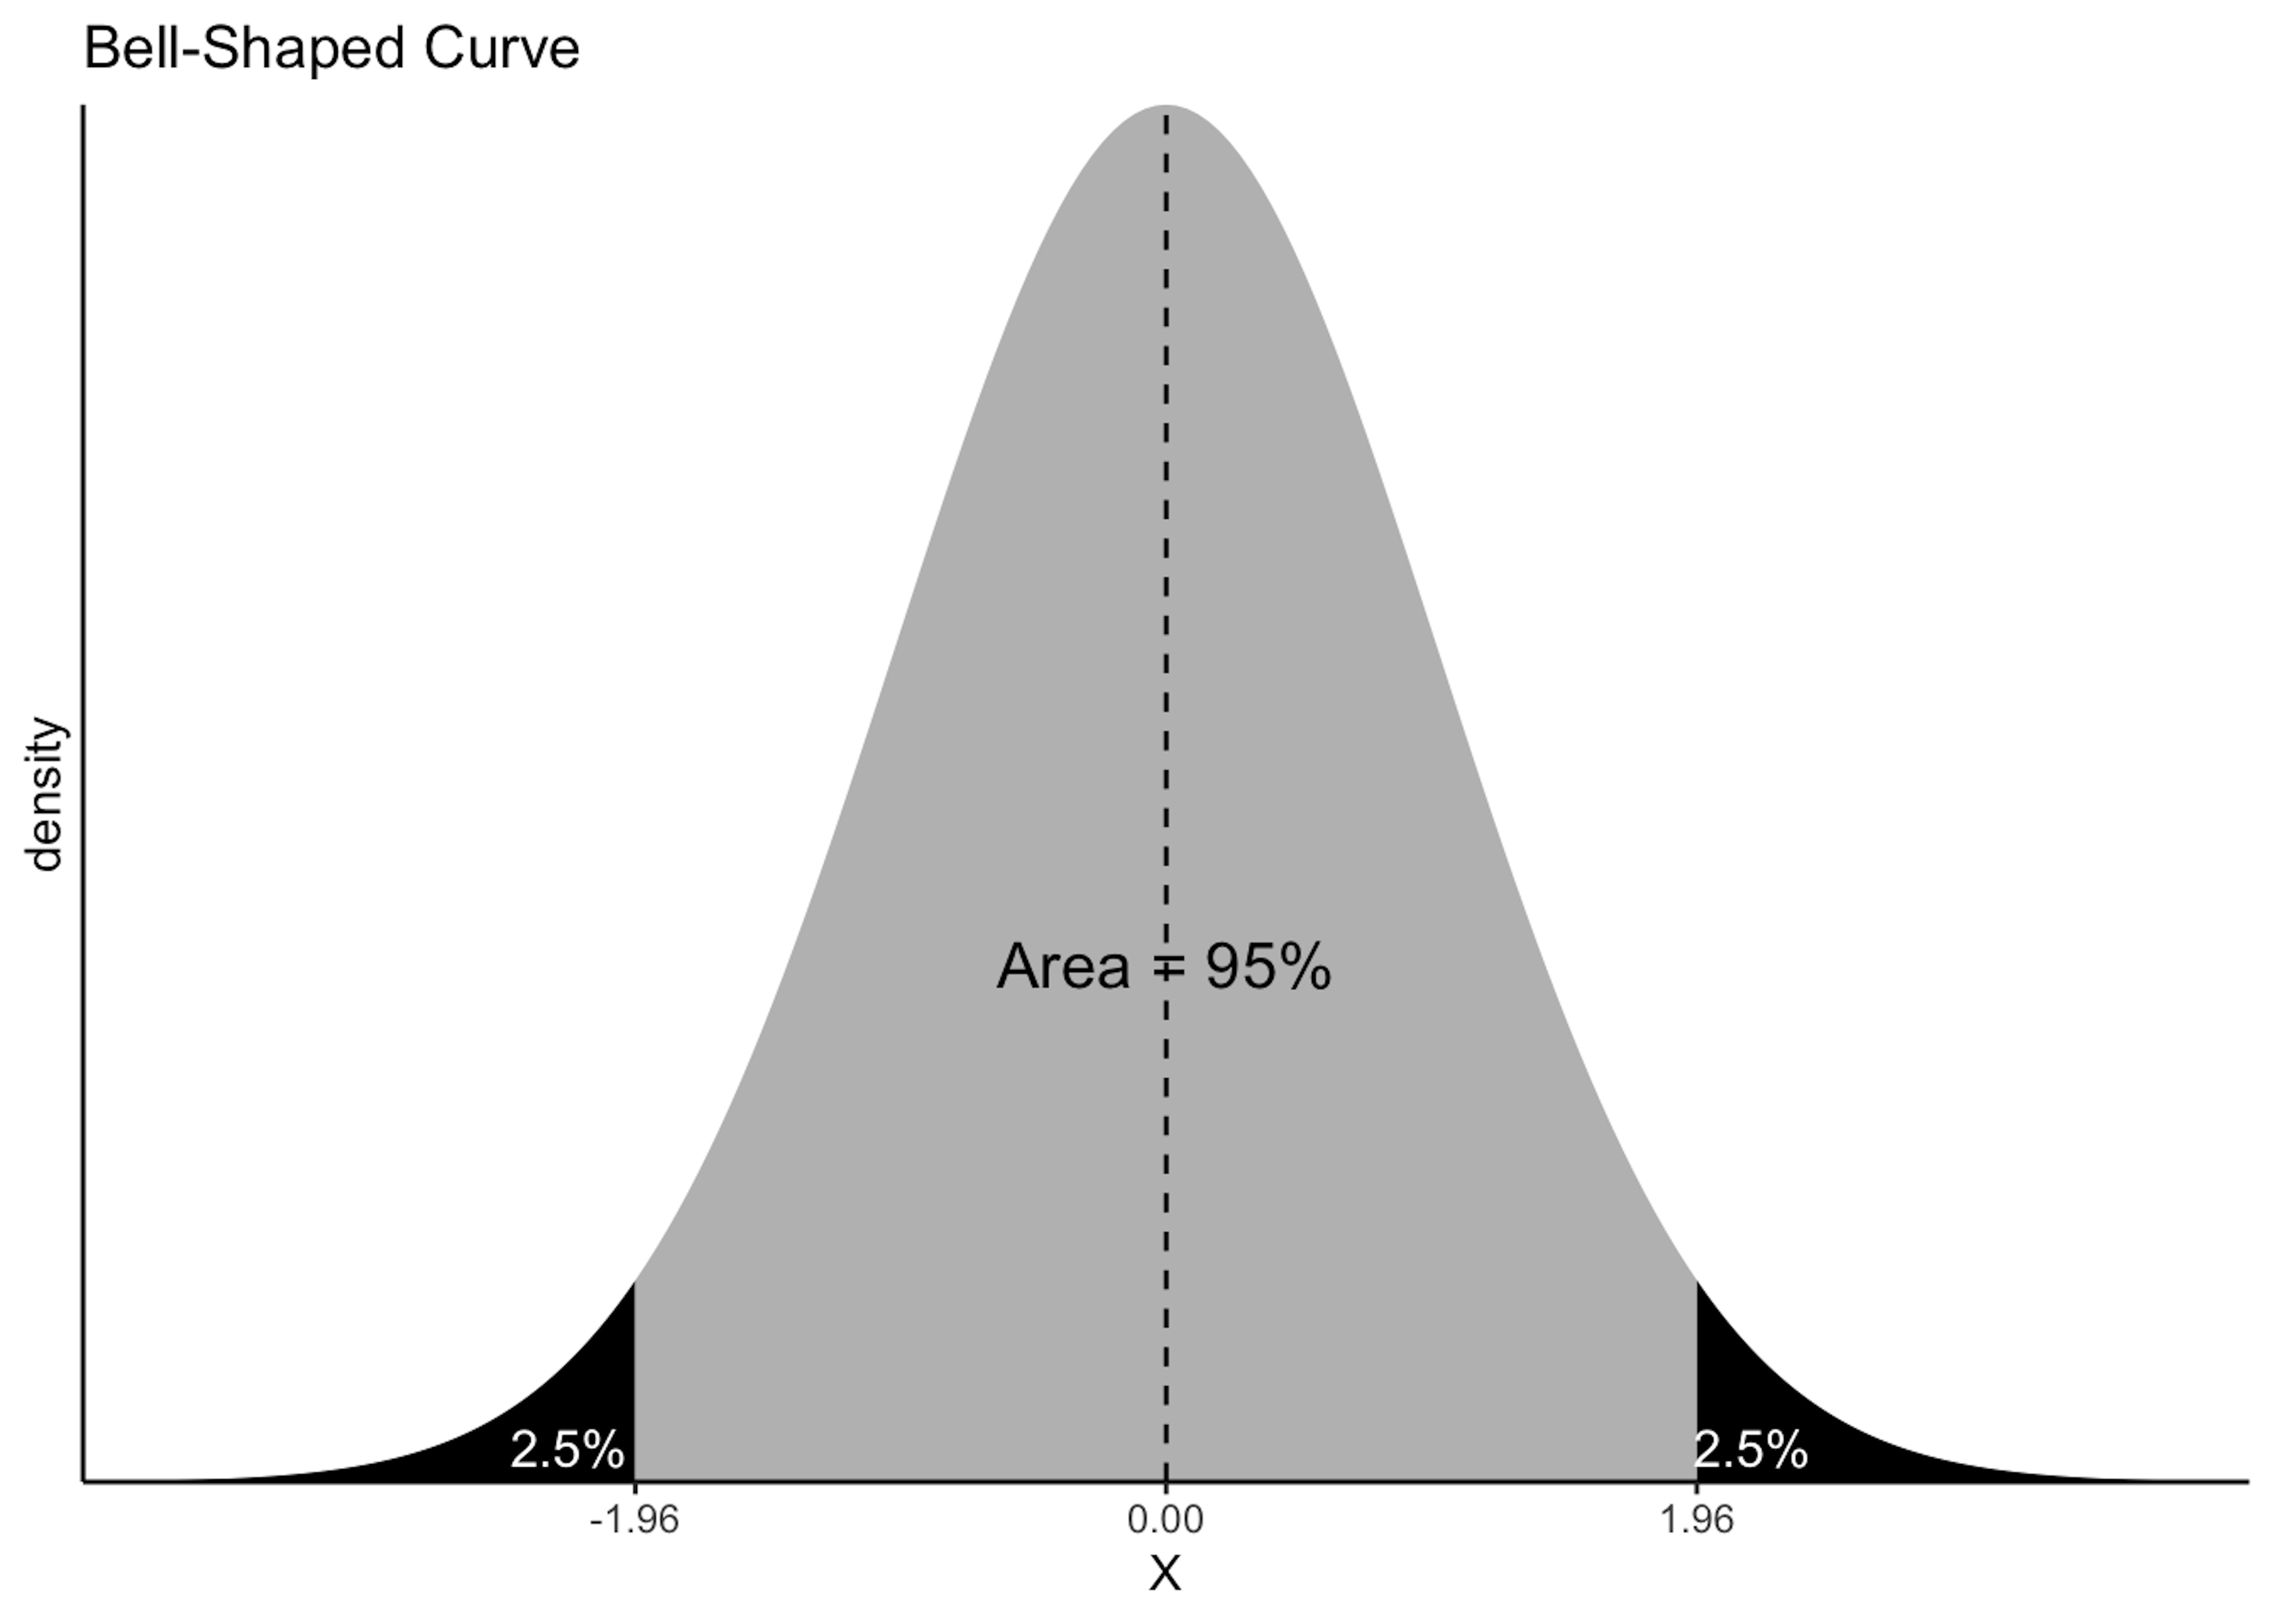 Bell-Shaped Curve
density
Area = 95%
2.5%
2.5%
-1.96
0.00
1.96
X